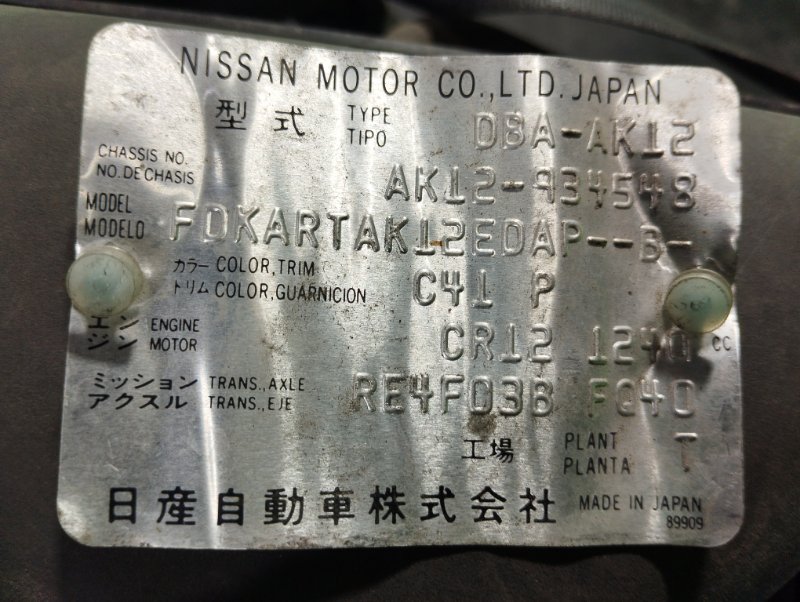 NISSAN MOTOR CO.,LTD. JAPAN
型式 TYPE TIPO DBA-AK12
CHASSIS NO. NO. DE CHASIS AK12-934548
MODEL MODELO FDKARTAK12EDAP--B-
カラー COLOR,TRIM
トリム COLOR,GUARNICION C41 P
エンジン ENGINE MOTOR CR12 1240 CC
ミッション TRANS.,AXLE
アクスル TRANS.,EJE RE4F03B FQ40
工場 PLANT PLANTA T
日産自動車株式会社 MADE IN JAPAN
89909